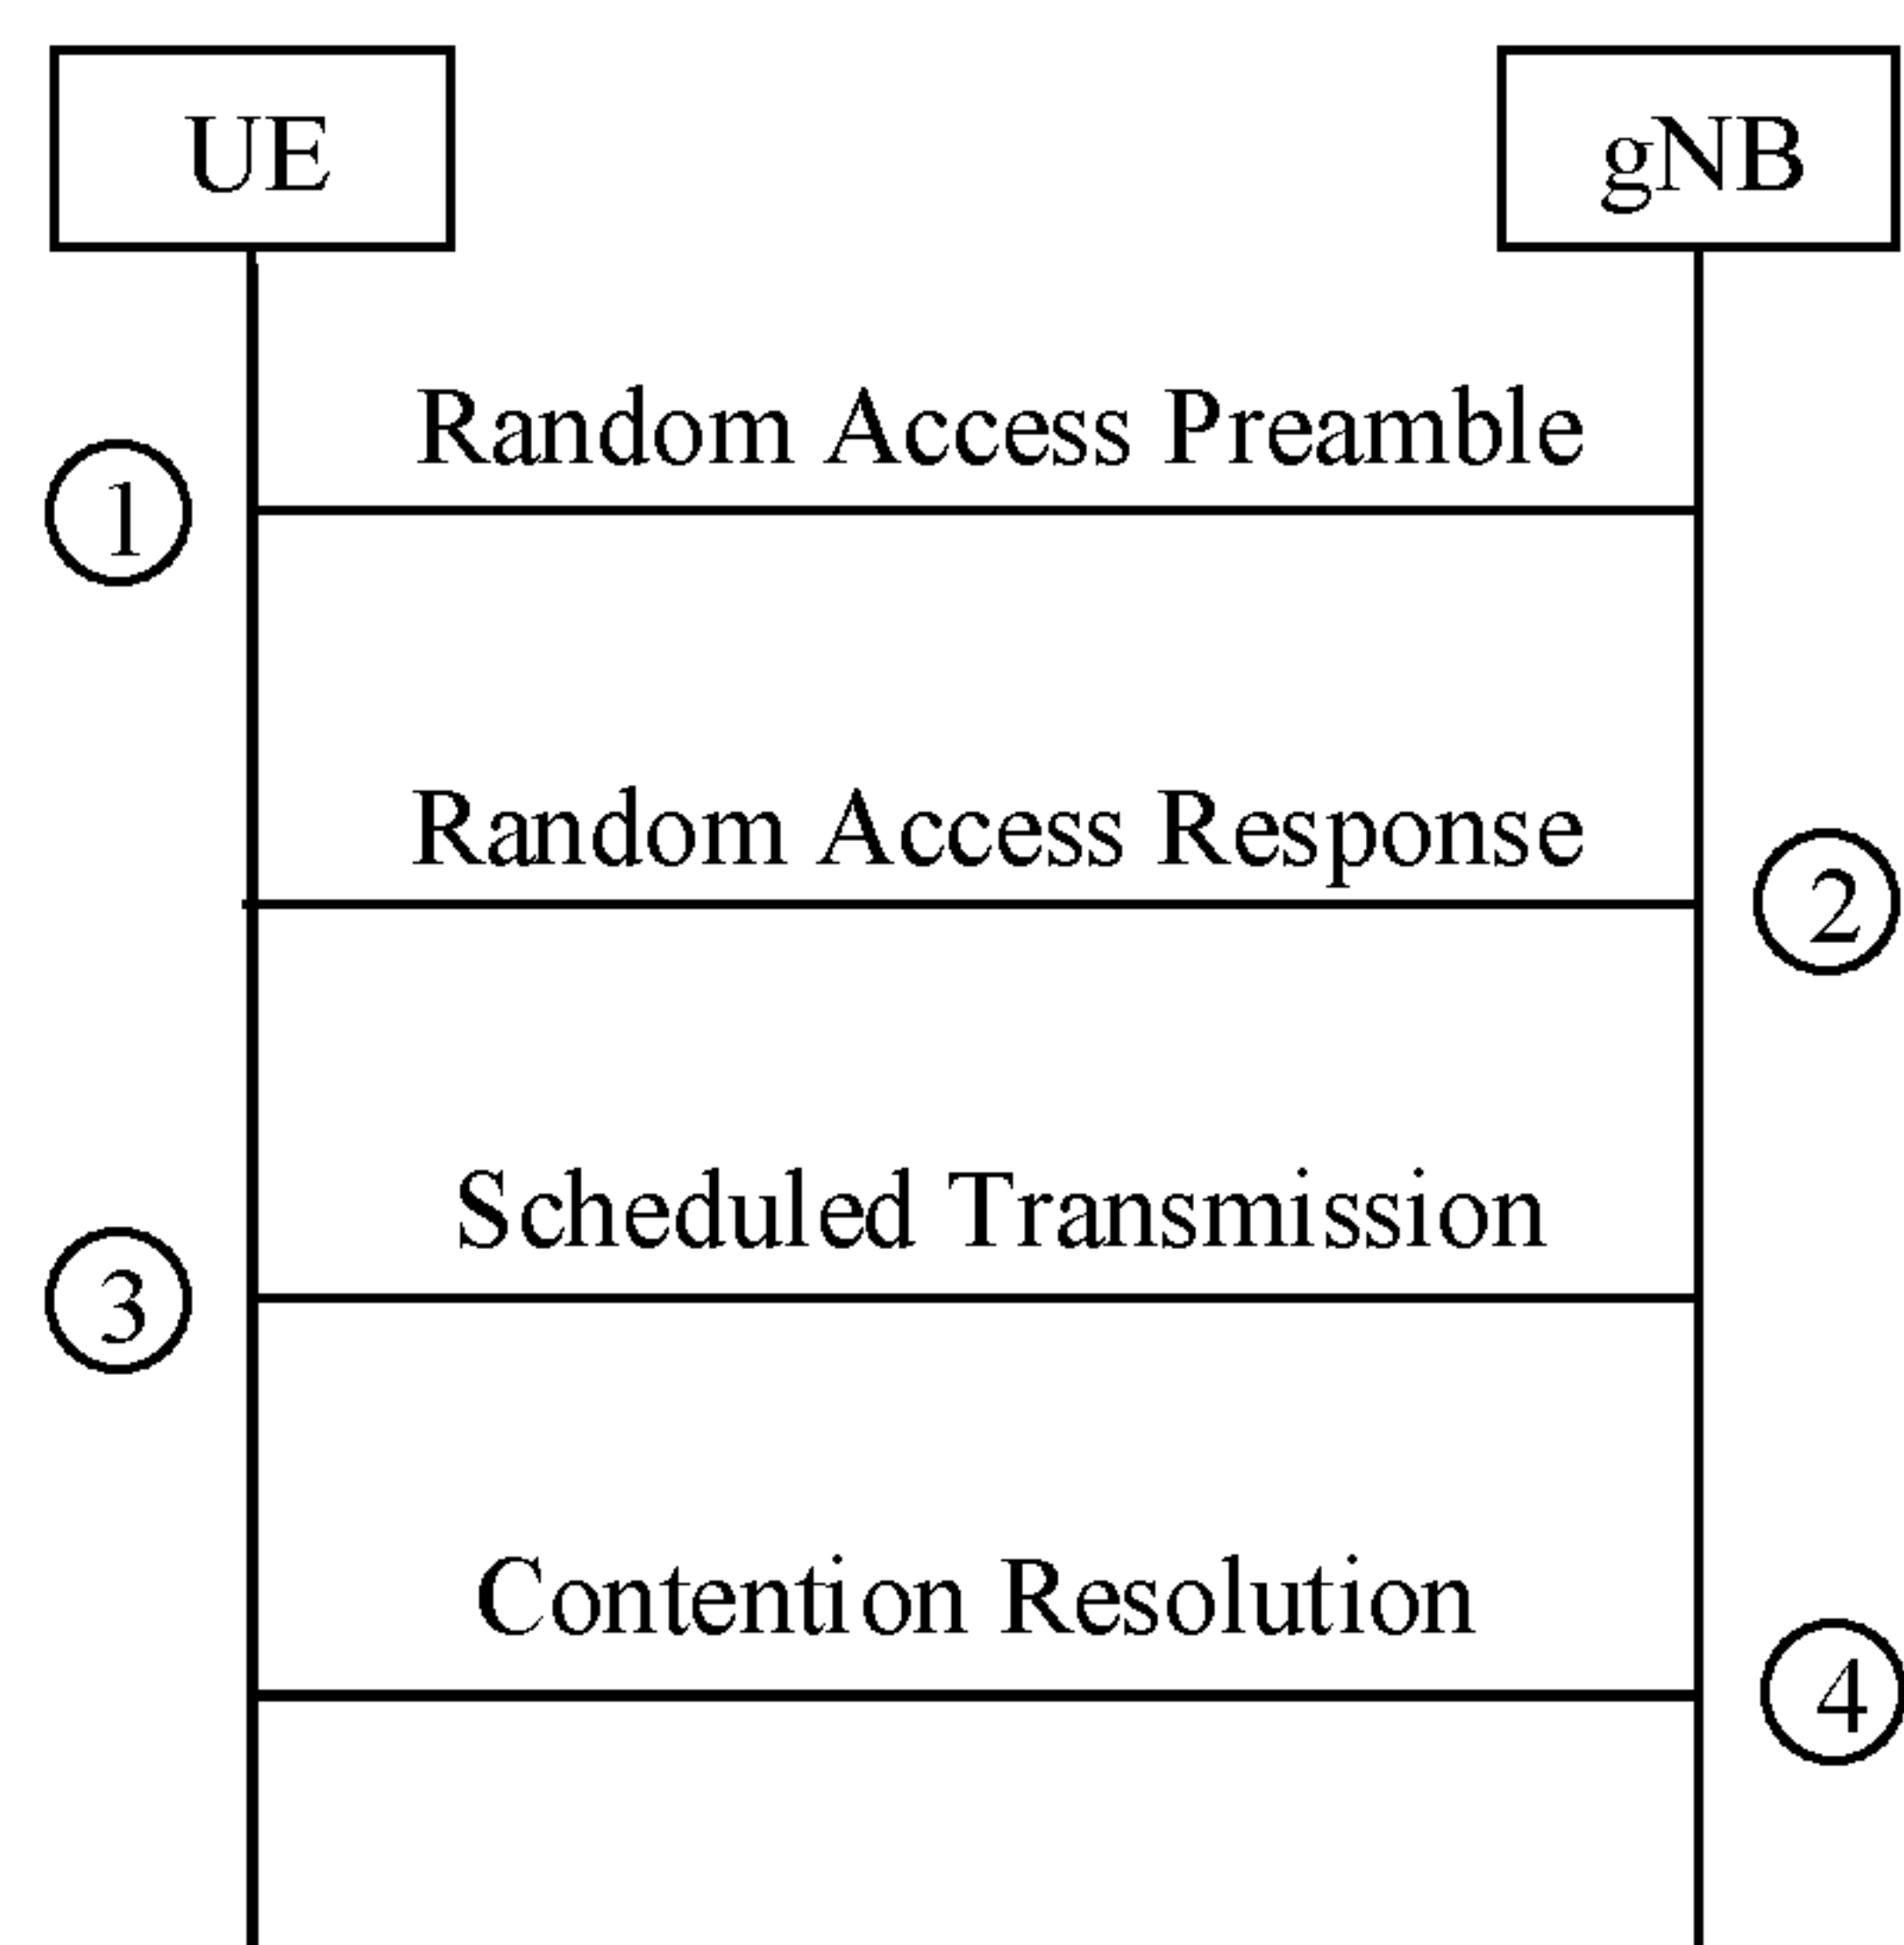 UE
gNB
Random Access Preamble
1
Random Access Response
2
Scheduled Transmission
3
Contention Resolution
4